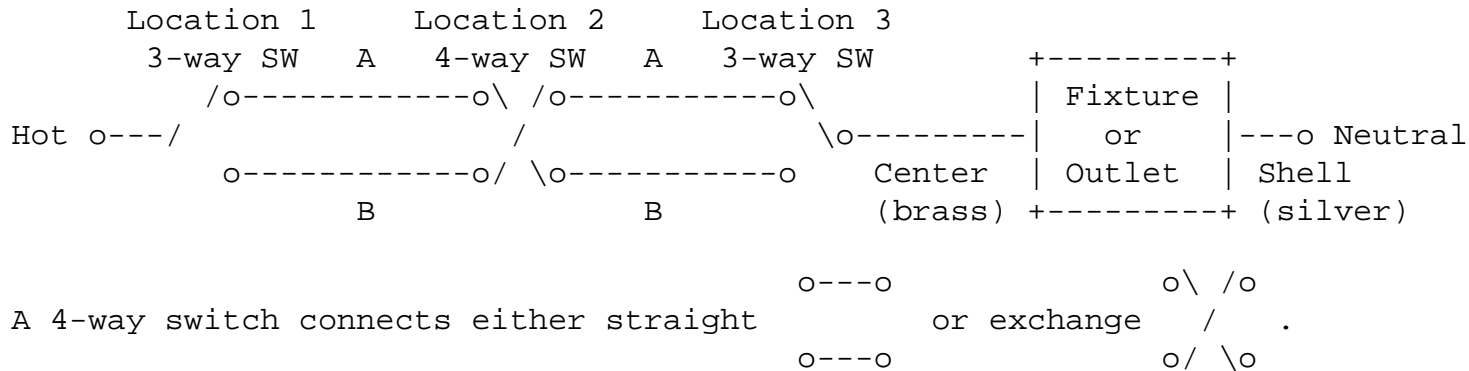 Location 1      Location 2       Location 3
        3-way SW   A   4-way SW   A   3-way SW          +---------+
           /o------------o\ /o-----------o\             | Fixture |
Hot o---/                  /                \o---------|   or    |---o Neutral
            o------------o/ \o-----------o    Center   | Outlet  | Shell
                   B              B           (brass) +---------+ (silver)
                                         o---o              o\ /o
A 4-way switch connects either straight         or exchange   /   .
                                         o---o              o/ \o